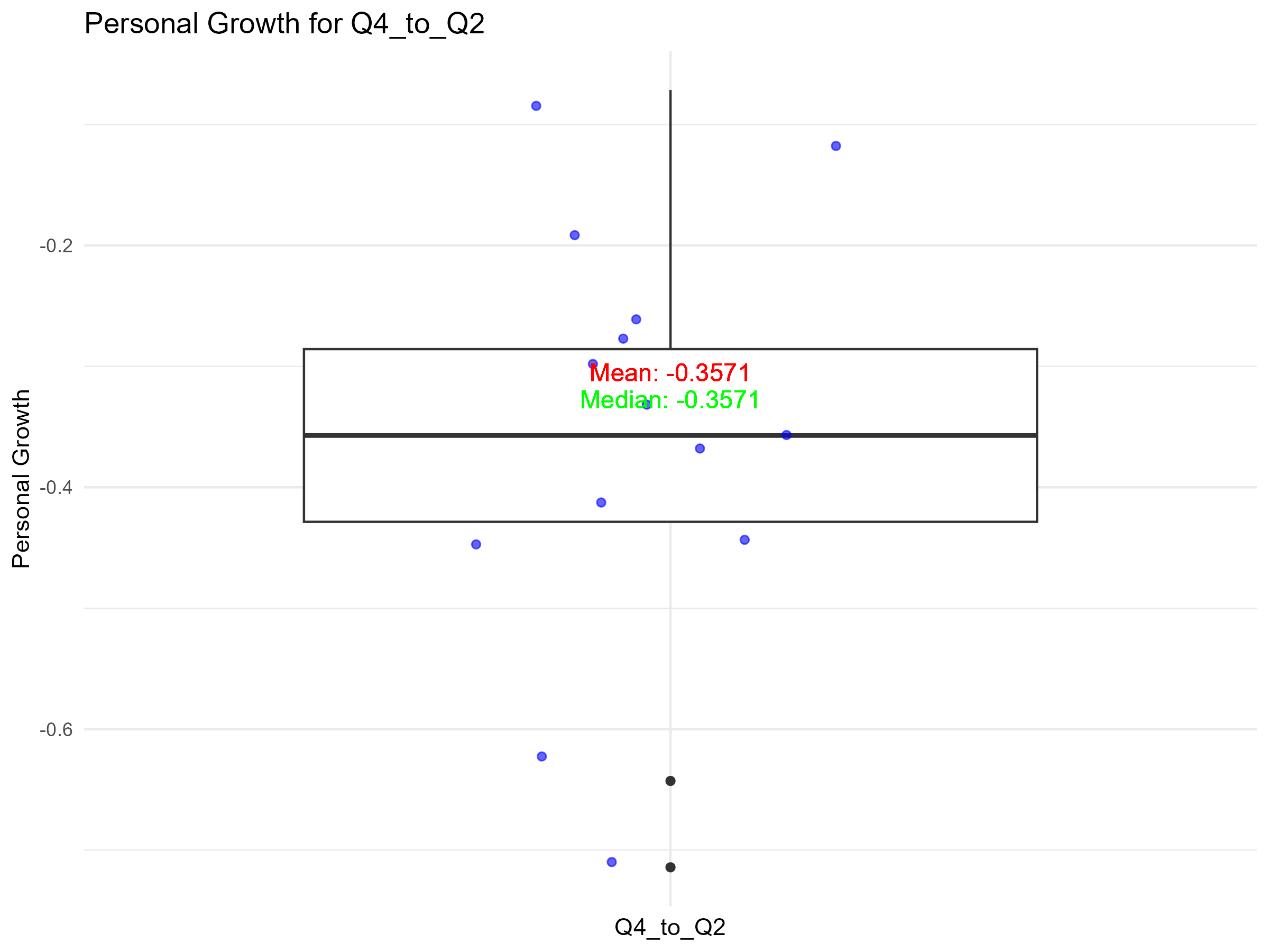 Personal Growth for Q4_to_Q2
Personal Growth
-0.2
-0.4
-0.6
Mean: -0.3571
Median: -0.3571
Q4_to_Q2